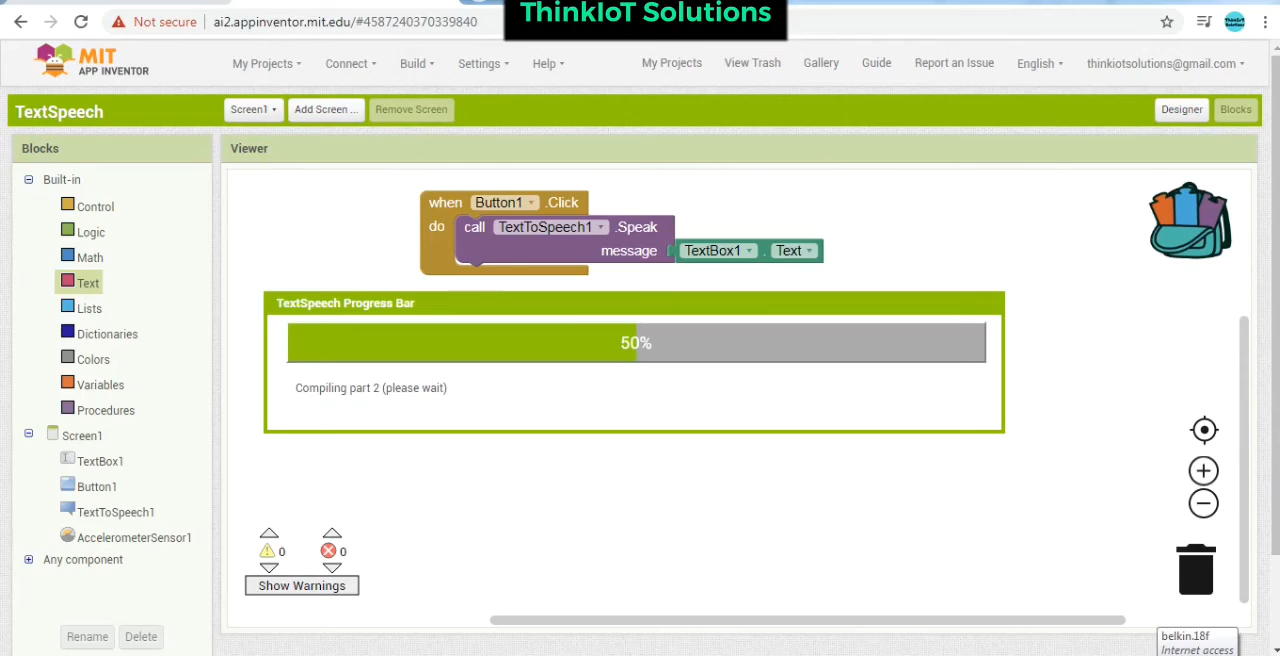 ThinkIoT Solutions
Not secure
ai2.appinventor.mit.edu/#4587240370339840
MIT
APP INVENTOR
My Projects
Connect
Build
Settings
Help
My Projects
View Trash
Gallery
Guide
Report an Issue
English
thinkiotsolutions@gmail.com
TextSpeech
Screen1
Add Screen ...
Remove Screen
Designer
Blocks
Blocks
Viewer
Built-in
Control
Logic
Math
Text
Lists
Dictionaries
Colors
Variables
Procedures
Screen1
TextBox1
Button1
TextToSpeech1
AccelerometerSensor1
Any component
Rename
Delete
when Button1 .Click
do call TextToSpeech1 .Speak
message TextBox1 . Text
TextSpeech Progress Bar
50%
Compiling part 2 (please wait)
0
0
Show Warnings
belkin.18f
Internet access